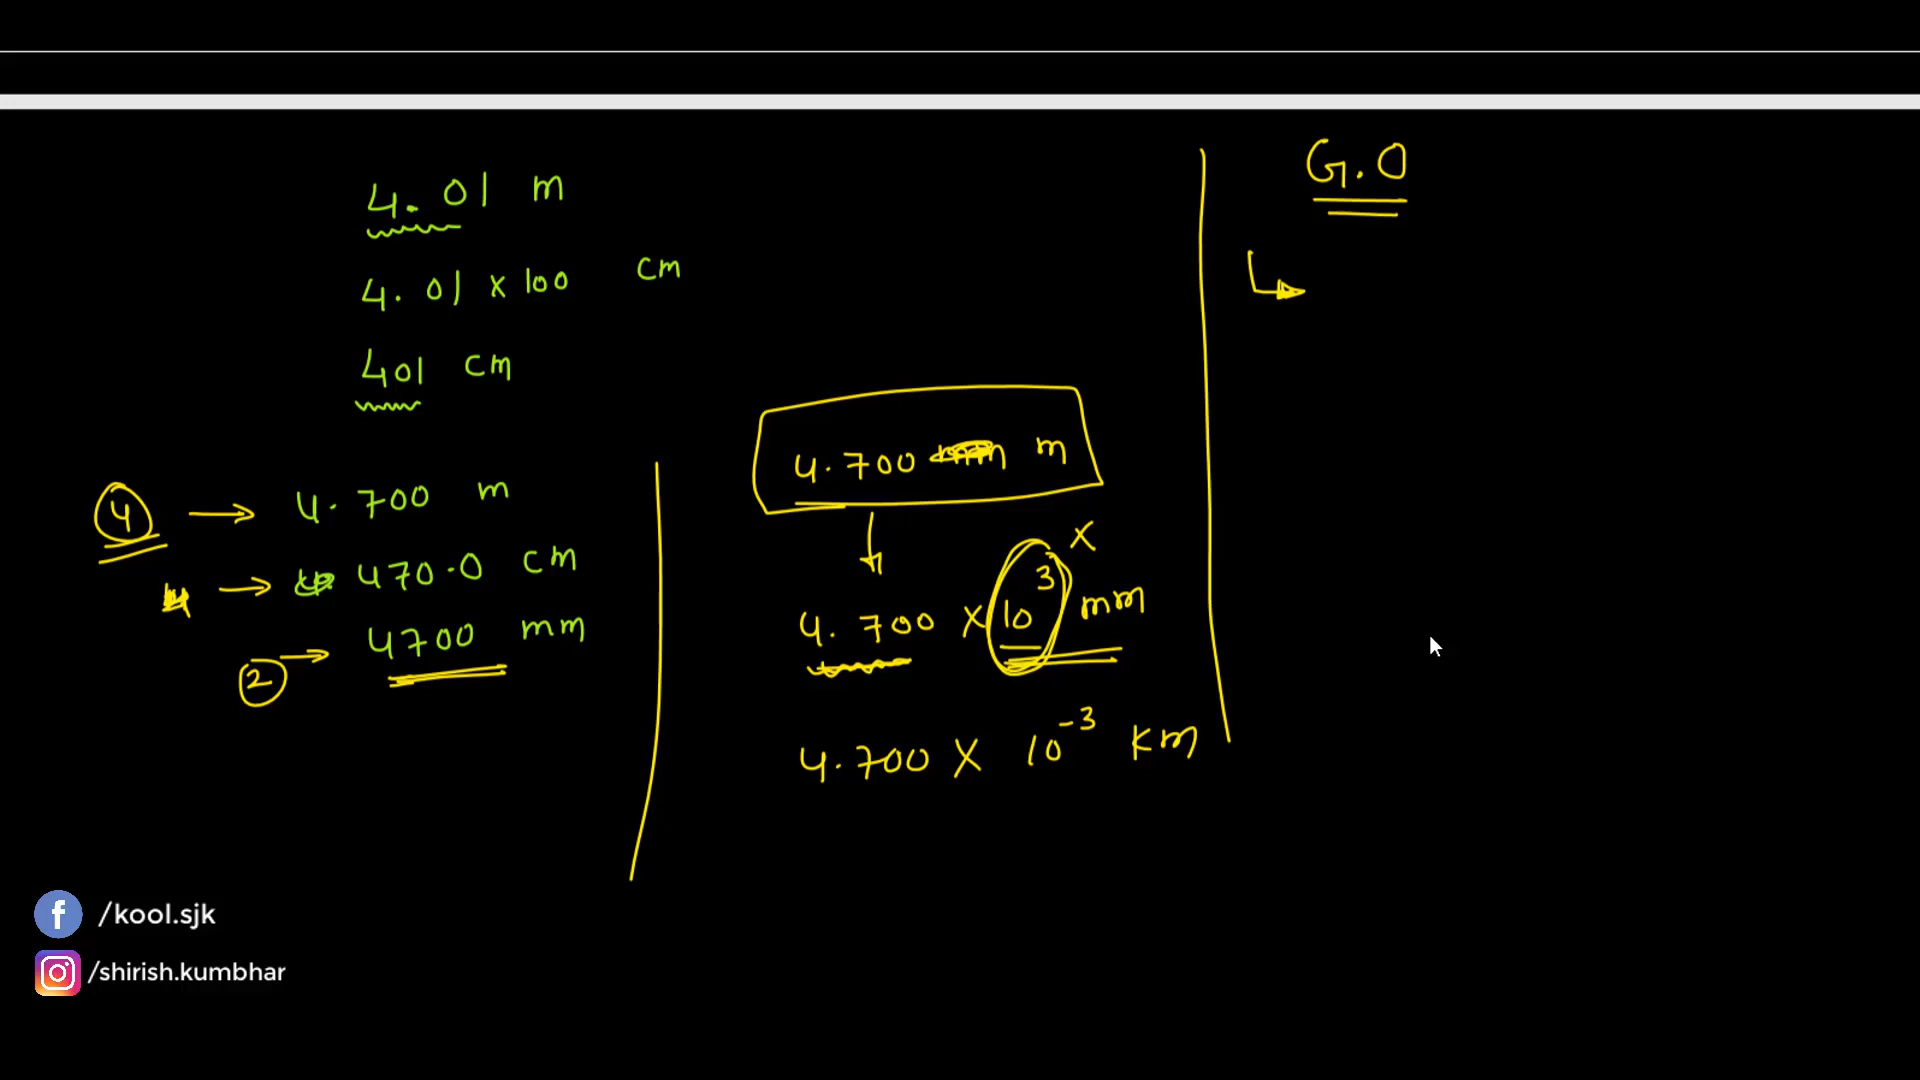 4.01 m
4.01 x 100 cm
401 cm
4 → 4.700 m
4 → 470.0 cm
2 → 4700 mm
4.700 m
4.700 x 10³ mm
x
4.700 x 10⁻³ km
G.O
/kool.sjk
/shirish.kumbhar